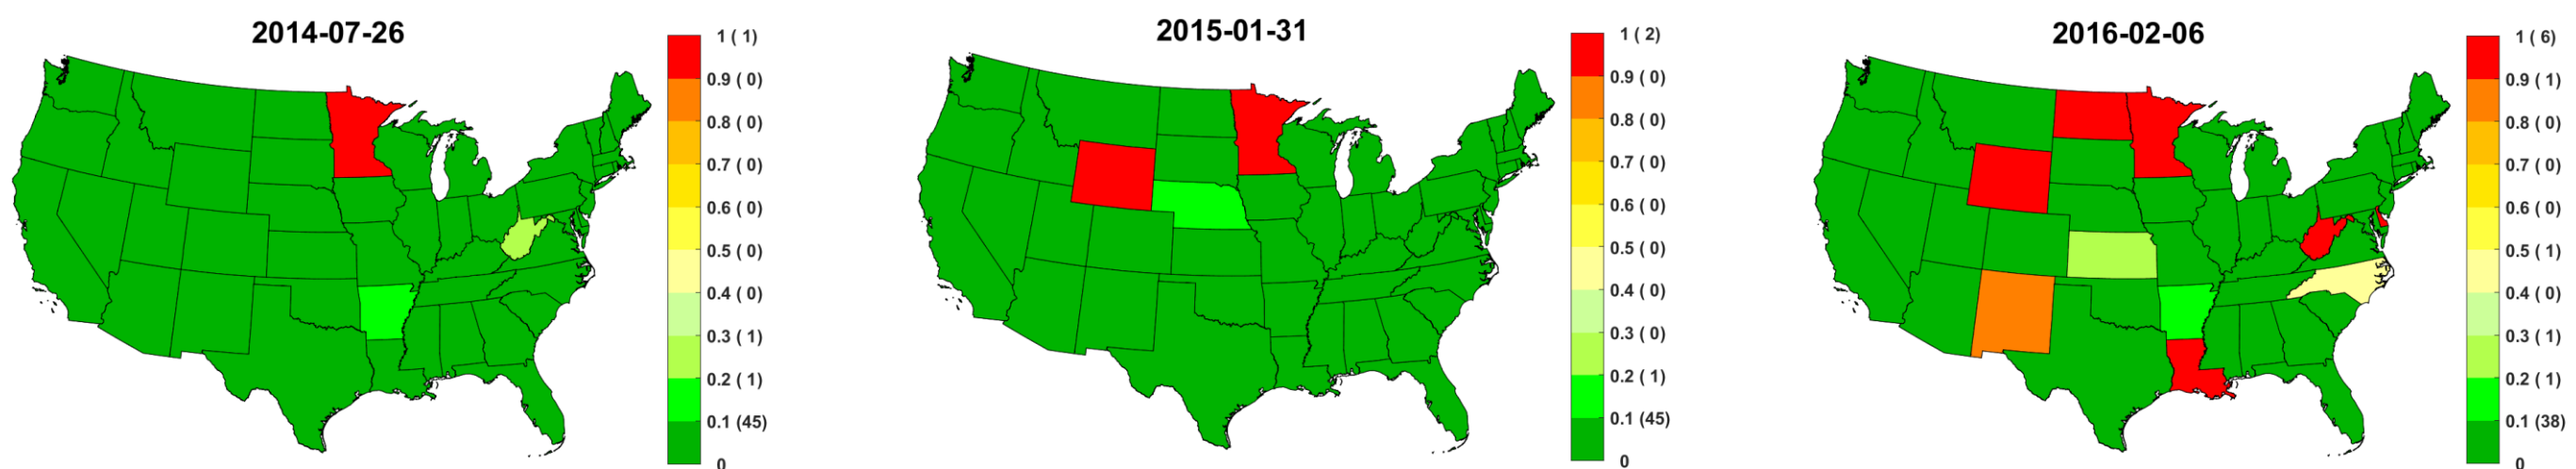 2014-07-26
1 ( 1)
0.9 ( 0)
0.8 ( 0)
0.7 ( 0)
0.6 ( 0)
0.5 ( 0)
0.4 ( 0)
0.3 ( 1)
0.2 ( 1)
0.1 (45)
0
2015-01-31
1 ( 2)
0.9 ( 0)
0.8 ( 0)
0.7 ( 0)
0.6 ( 0)
0.5 ( 0)
0.4 ( 0)
0.3 ( 0)
0.2 ( 1)
0.1 (45)
0
2016-02-06
1 ( 6)
0.9 ( 1)
0.8 ( 0)
0.7 ( 0)
0.6 ( 0)
0.5 ( 1)
0.4 ( 0)
0.3 ( 1)
0.2 ( 1)
0.1 (38)
0